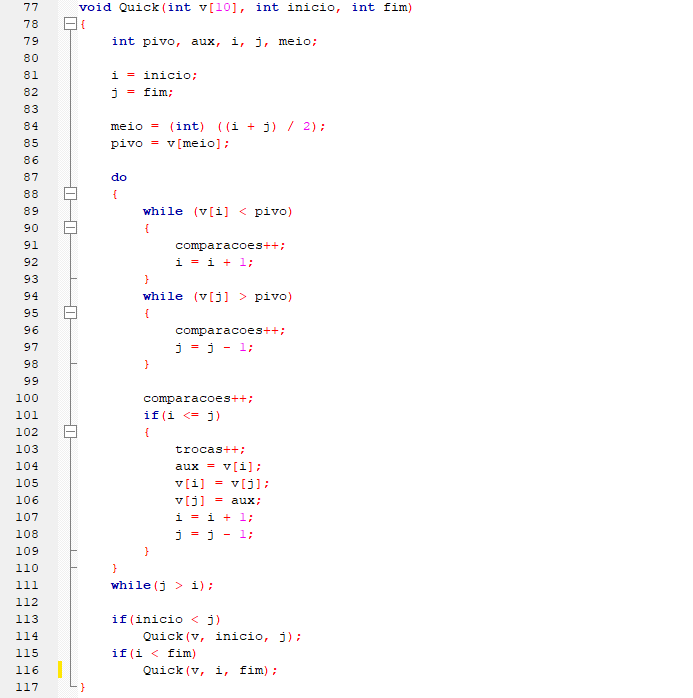 77 void Quick(int v[10], int inicio, int fim)
78 {
79 int pivo, aux, i, j, meio;
80
81 i = inicio;
82 j = fim;
83
84 meio = (int) ((i + j) / 2);
85 pivo = v[meio];
86
87 do
88 {
89 while (v[i] < pivo)
90 {
91 comparacoes++;
92 i = i + 1;
93 }
94 while (v[j] > pivo)
95 {
96 comparacoes++;
97 j = j - 1;
98 }
99
100 comparacoes++;
101 if(i <= j)
102 {
103 trocas++;
104 aux = v[i];
105 v[i] = v[j];
106 v[j] = aux;
107 i = i + 1;
108 j = j - 1;
109 }
110 }
111 while(j > i);
112
113 if(inicio < j)
114 Quick(v, inicio, j);
115 if(i < fim)
116 Quick(v, i, fim);
117 }